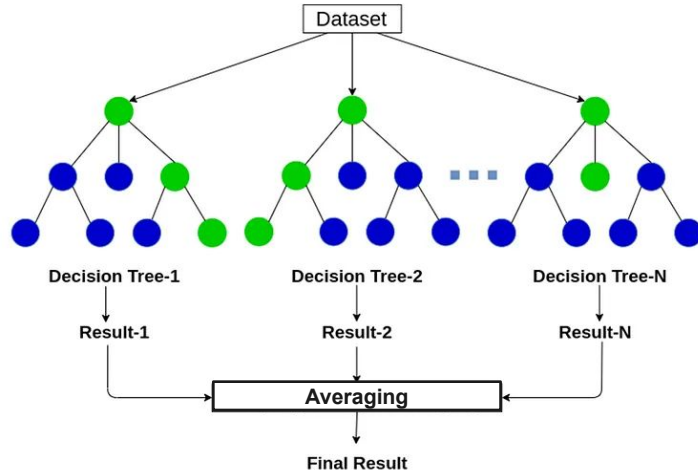 Dataset
Decision Tree-1
Decision Tree-2
Decision Tree-N
Result-1
Result-2
Result-N
Averaging
Final Result